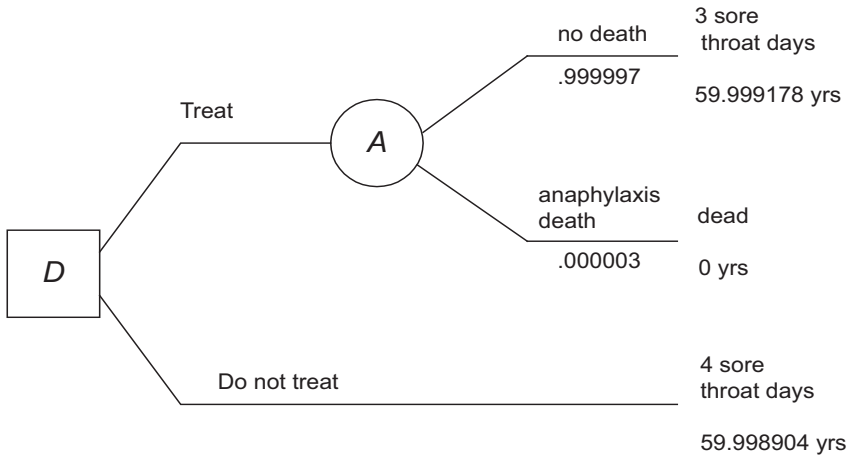 3 sore
throat days
no death
.999997
59.999178 yrs
Treat
A
anaphylaxis
death
dead
.000003
0 yrs
D
4 sore
throat days
Do not treat
59.998904 yrs